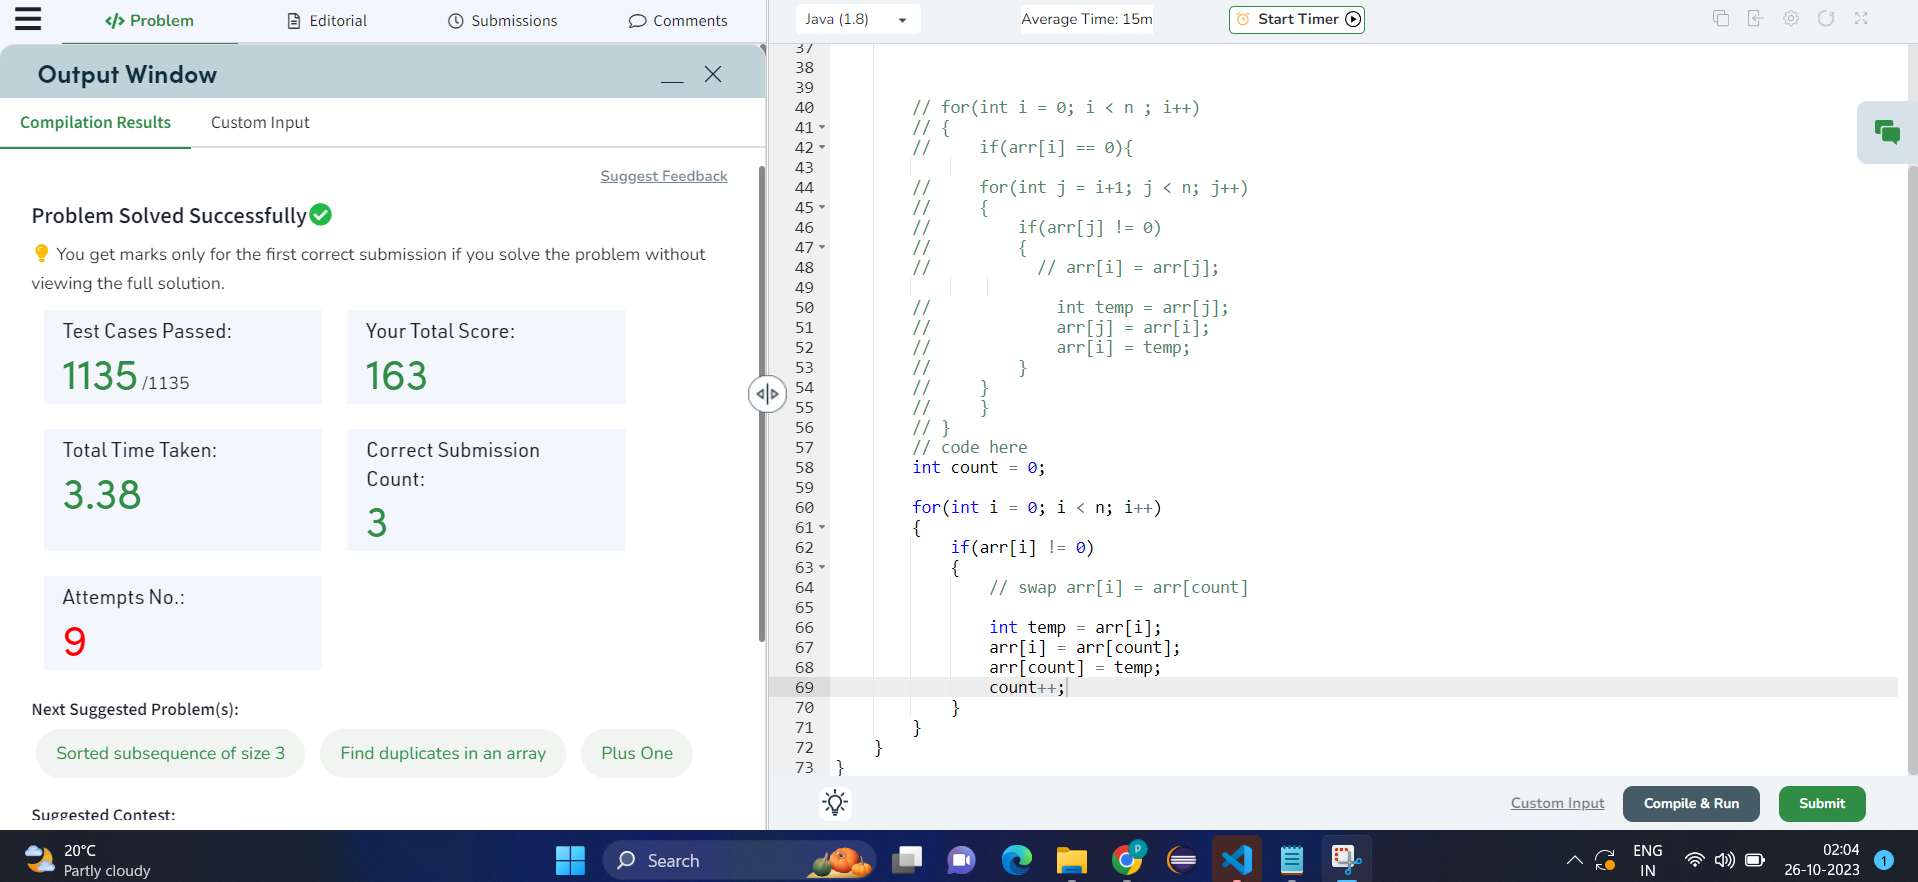 </> Problem
Editorial
Submissions
Comments
Output Window
Compilation Results
Custom Input
Suggest Feedback
Problem Solved Successfully
You get marks only for the first correct submission if you solve the problem without
viewing the full solution.
Test Cases Passed:
1135 /1135
Your Total Score:
163
Total Time Taken:
3.38
Correct Submission
Count:
3
Attempts No.:
9
Next Suggested Problem(s):
Sorted subsequence of size 3
Find duplicates in an array
Plus One
Suggested Contest:
Java (1.8)
Average Time: 15m
Start Timer
37
38
39
40 // for(int i = 0; i < n ; i++)
41 // {
42 //     if(arr[i] == 0){
43
44 //     for(int j = i+1; j < n; j++)
45 //     {
46 //         if(arr[j] != 0)
47 //         {
48 //           // arr[i] = arr[j];
49
50 //             int temp = arr[j];
51 //             arr[j] = arr[i];
52 //             arr[i] = temp;
53 //         }
54 //     }
55 //     }
56 // }
57 // code here
58 int count = 0;
59
60 for(int i = 0; i < n; i++)
61 {
62     if(arr[i] != 0)
63     {
64         // swap arr[i] = arr[count]
65
66         int temp = arr[i];
67         arr[i] = arr[count];
68         arr[count] = temp;
69         count++;
70     }
71 }
72 }
73 }
Custom Input
Compile & Run
Submit
20°C
Partly cloudy
Search
P
ENG
IN
02:04
26-10-2023
1